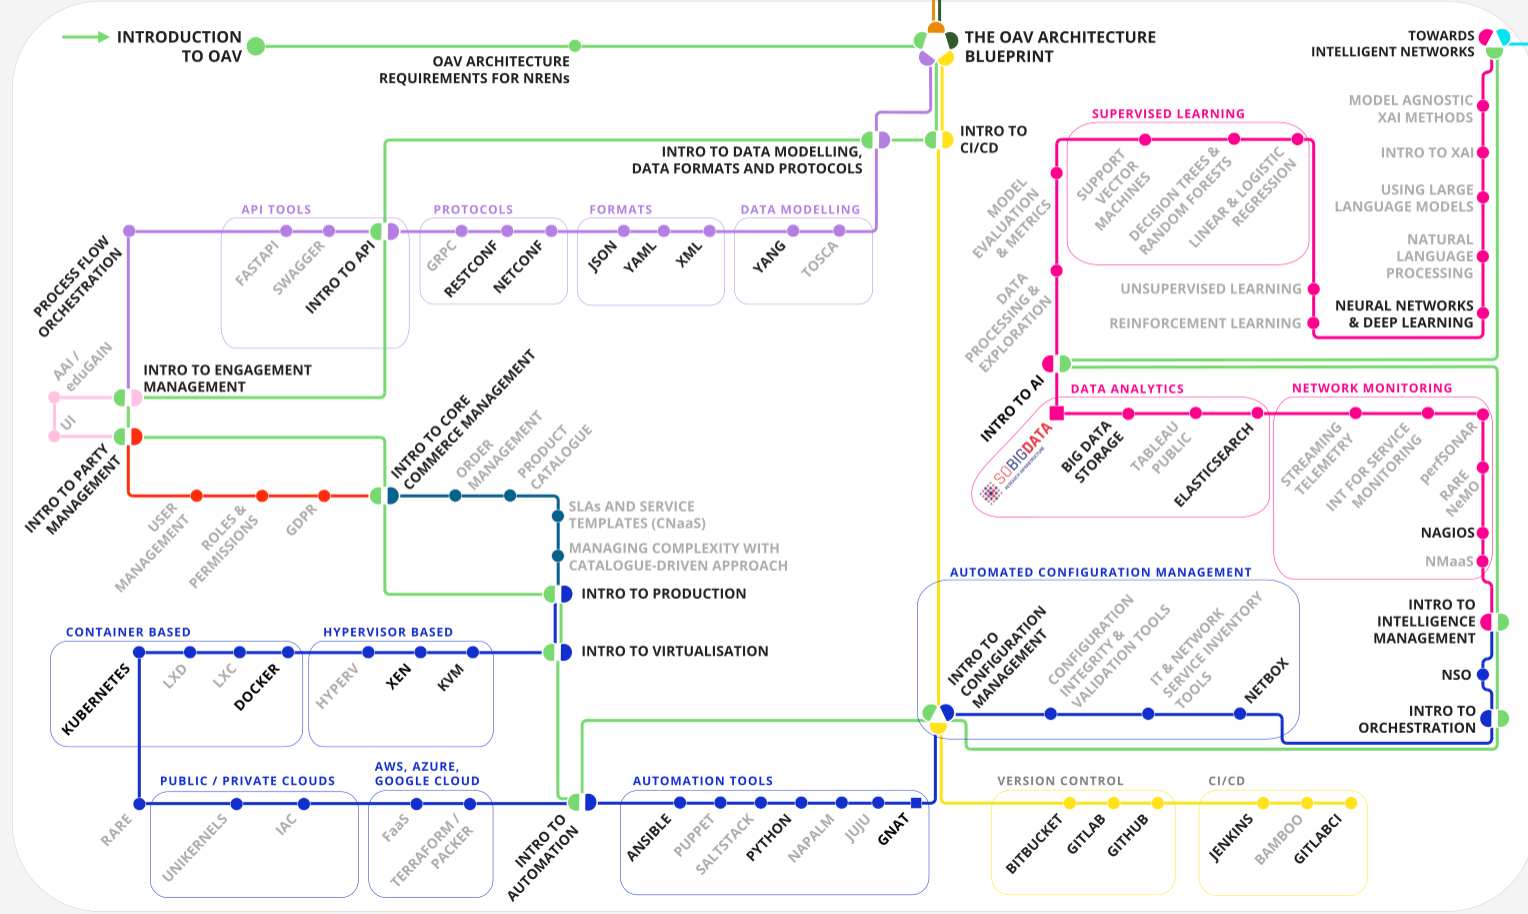 INTRODUCTION
TO OAV
OAV ARCHITECTURE
REQUIREMENTS FOR NRENs
THE OAV ARCHITECTURE
BLUEPRINT
TOWARDS
INTELLIGENT NETWORKS
INTRO TO
CI/CD
INTRO TO DATA MODELLING,
DATA FORMATS AND PROTOCOLS
API TOOLS
FASTAPI
SWAGGER
INTRO TO API
PROTOCOLS
GRPC
RESTCONF
NETCONF
FORMATS
JSON
YAML
XML
DATA MODELLING
YANG
TOSCA
PROCESS FLOW
ORCHESTRATION
AAI /
eduGAIN
UI
INTRO TO ENGAGEMENT
MANAGEMENT
INTRO TO PARTY
MANAGEMENT
USER
MANAGEMENT
ROLES &
PERMISSIONS
GDPR
INTRO TO CORE
COMMERCE MANAGEMENT
ORDER
MANAGEMENT
PRODUCT
CATALOGUE
SLAs AND SERVICE
TEMPLATES (CNaaS)
MANAGING COMPLEXITY WITH
CATALOGUE-DRIVEN APPROACH
INTRO TO PRODUCTION
INTRO TO VIRTUALISATION
SUPERVISED LEARNING
SUPPORT
VECTOR
MACHINES
DECISION TREES &
RANDOM FORESTS
LINEAR & LOGISTIC
REGRESSION
MODEL
EVALUATION
& METRICS
DATA
PROCESSING &
EXPLORATION
UNSUPERVISED LEARNING
REINFORCEMENT LEARNING
MODEL AGNOSTIC
XAI METHODS
INTRO TO XAI
USING LARGE
LANGUAGE MODELS
NATURAL
LANGUAGE
PROCESSING
NEURAL NETWORKS
& DEEP LEARNING
INTRO TO AI
DATA ANALYTICS
SOBIGDATA
RESEARCH INFRASTRUCTURE
BIG DATA
STORAGE
TABLEAU
PUBLIC
ELASTICSEARCH
NETWORK MONITORING
STREAMING
TELEMETRY
INT FOR SERVICE
MONITORING
perfSONAR
RARE
NeMO
NAGIOS
NMaaS
INTRO TO
INTELLIGENCE
MANAGEMENT
NSO
INTRO TO
ORCHESTRATION
AUTOMATED CONFIGURATION MANAGEMENT
INTRO TO
CONFIGURATION
MANAGEMENT
CONFIGURATION
INTEGRITY &
VALIDATION TOOLS
IT & NETWORK
SERVICE INVENTORY
TOOLS
NETBOX
CONTAINER BASED
KUBERNETES
LXD
LXC
DOCKER
HYPERVISOR BASED
HYPERV
XEN
KVM
RARE
PUBLIC / PRIVATE CLOUDS
UNIKERNELS
IAC
AWS, AZURE,
GOOGLE CLOUD
FaaS
TERRAFORM /
PACKER
INTRO TO
AUTOMATION
AUTOMATION TOOLS
ANSIBLE
PUPPET
SALTSTACK
PYTHON
NAPALM
JUJU
GNAT
VERSION CONTROL
BITBUCKET
GITLAB
GITHUB
CI/CD
JENKINS
BAMBOO
GITLABCI